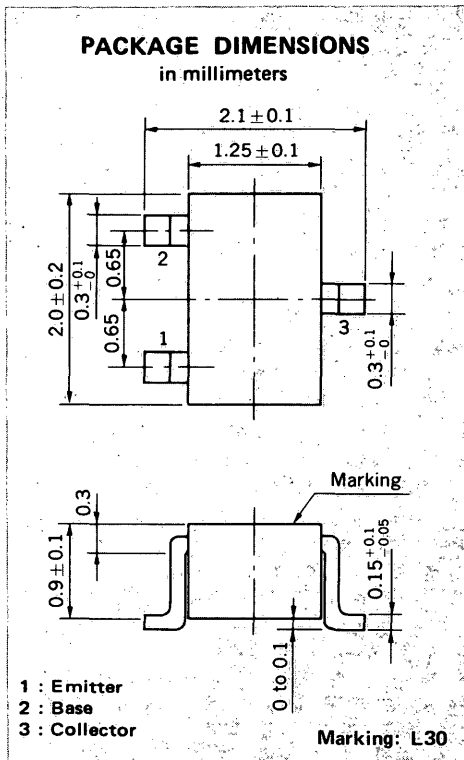 PACKAGE DIMENSIONS
in millimeters
2.1±0.1
1.25±0.1
2.0±0.2
0.3 +0.1 -0
0.65
0.65
2
1
3
0.3 +0.1 -0
Marking
0.3
0.9±0.1
0.15 +0.1 -0.05
0 to 0.1
1 : Emitter
2 : Base
3 : Collector
Marking: L30